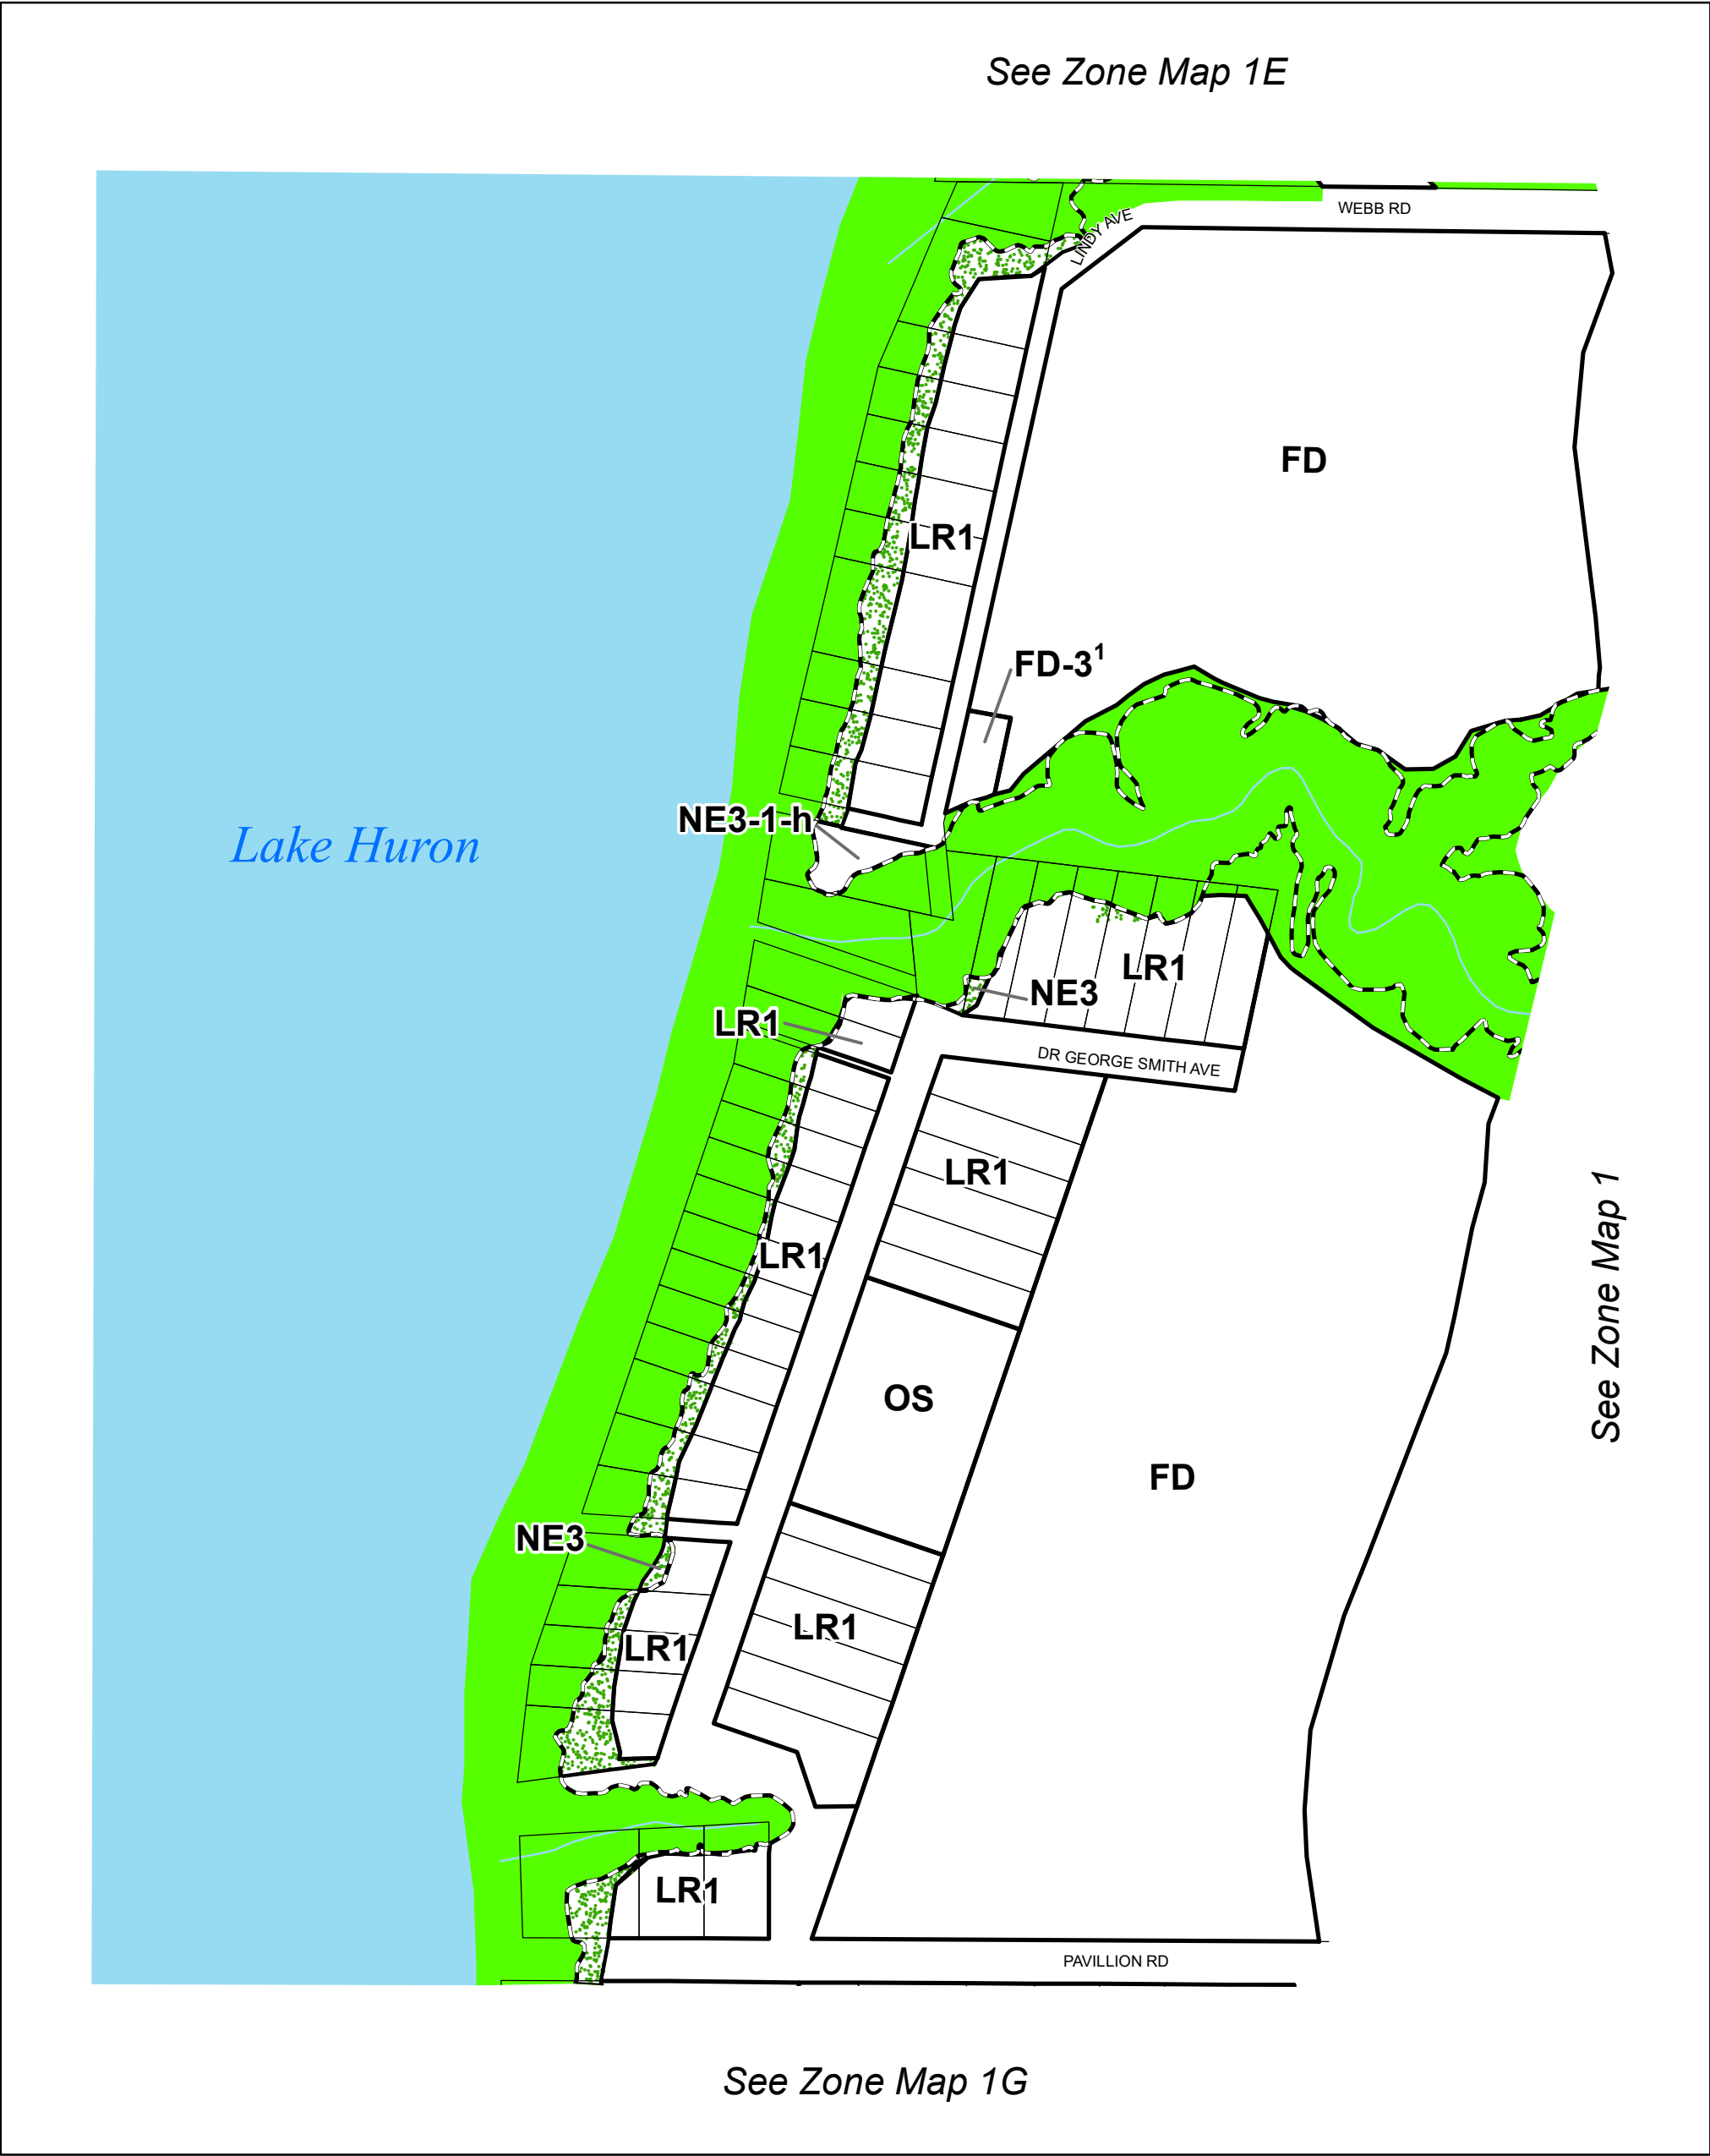 See Zone Map 1E
WEBB RD
LINDY AVE
FD
LR1
FD-3¹
NE3-1-h
Lake Huron
LR1
NE3
LR1
DR GEORGE SMITH AVE
LR1
See Zone Map 1
LR1
OS
FD
NE3
LR1
LR1
LR1
PAVILLION RD
See Zone Map 1G